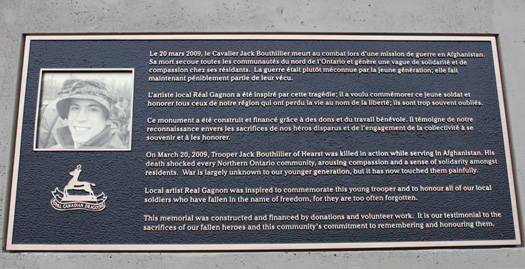 Le 20 mars 2009, le Cavalier Jack Bouthillier meurt au combat lors d'une mission de guerre en Afghanistan.
Sa mort secoue toutes les communautés du nord de l'Ontario et génère une vague de solidarité et de
compassion chez ses résidants. La guerre était plutôt méconnue par la jeune génération; elle fait
maintenant péniblement partie de leur vécu.
L'artiste local Réal Gagnon a été inspiré par cette tragédie; il a voulu commémorer ce jeune soldat et
honorer tous ceux de notre région qui ont perdu la vie au nom de la liberté; ils sont trop souvent oubliés.
Ce monument a été construit et financé grâce à des dons et du travail bénévole. Il témoigne de notre
reconnaissance envers les sacrifices de nos héros disparus et de l'engagement de la collectivité à se
souvenir et à les honorer.
On March 20, 2009, Trooper Jack Bouthillier of Hearst was killed in action while serving in Afghanistan. His
death shocked every Northern Ontario community, arousing compassion and a sense of solidarity amongst
residents. War is largely unknown to our younger generation, but it has now touched them painfully.
Local artist Real Gagnon was inspired to commemorate this young trooper and to honour all of our local
soldiers who have fallen in the name of freedom, for they are too often forgotten.
This memorial was constructed and financed by donations and volunteer work. It is our testimonial to the
sacrifices of our fallen heroes and this community's commitment to remembering and honouring them.
ROYAL CANADIAN DRAGOONS